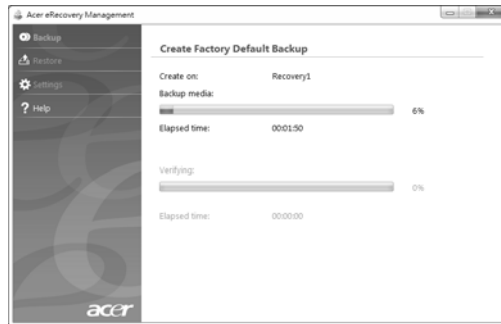 Acer eRecovery Management
Backup
Restore
Settings
? Help
Create Factory Default Backup
Create on: Recovery1
Backup media:
6%
Elapsed time: 00:01:50
Verifying:
0%
Elapsed time: 00:00:00
acer